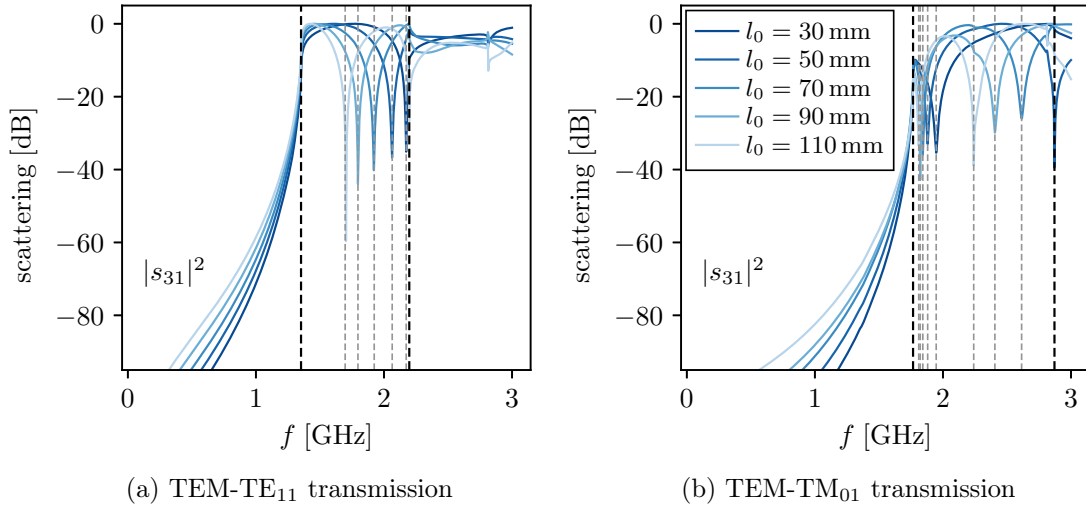 0
−20
−40
−60
−80
scattering [dB]
|s₃₁|²
0 1 2 3
f [GHz]
(a) TEM-TE₁₁ transmission
0
−20
−40
−60
−80
scattering [dB]
l₀ = 30 mm
l₀ = 50 mm
l₀ = 70 mm
l₀ = 90 mm
l₀ = 110 mm
|s₃₁|²
0 1 2 3
f [GHz]
(b) TEM-TM₀₁ transmission